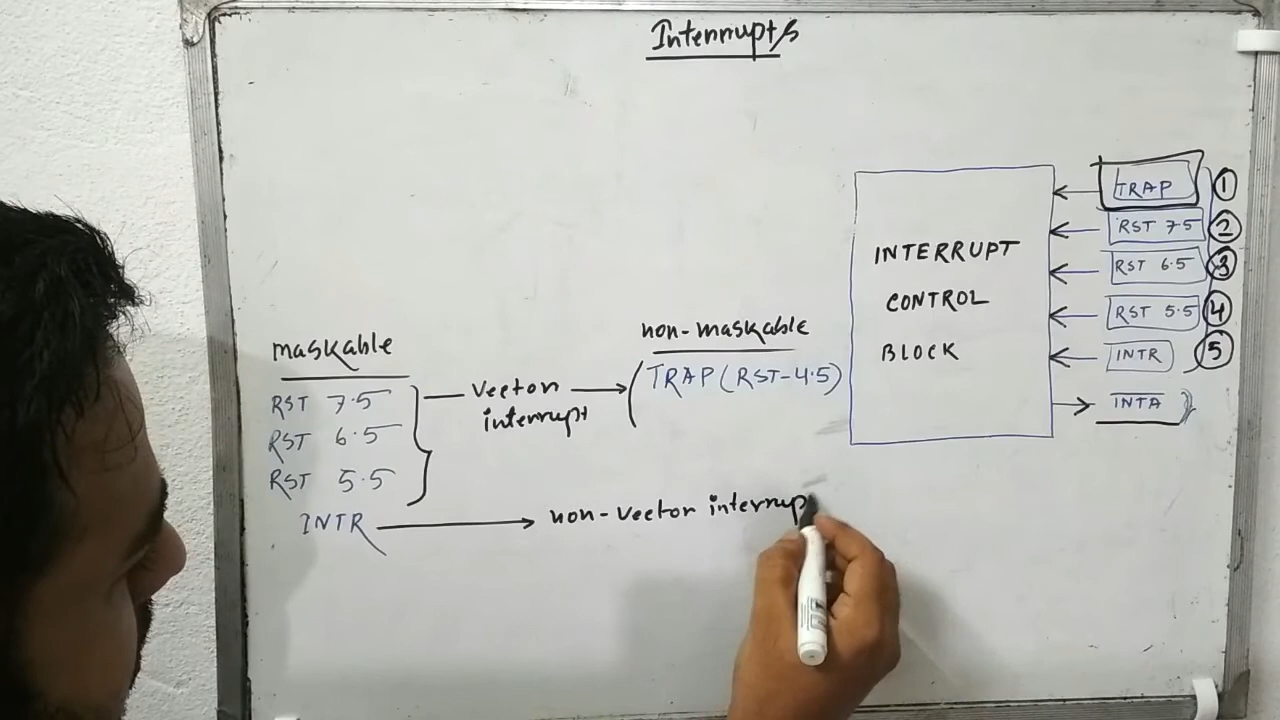 Interrupts
maskable
RST 7.5
RST 6.5
RST 5.5
INTR
Vector
interrupt
non-maskable
TRAP (RST-4.5)
non-vector interrup
INTERRUPT
CONTROL
BLOCK
TRAP 1
RST 7.5 2
RST 6.5 3
RST 5.5 4
INTR 5
INTA